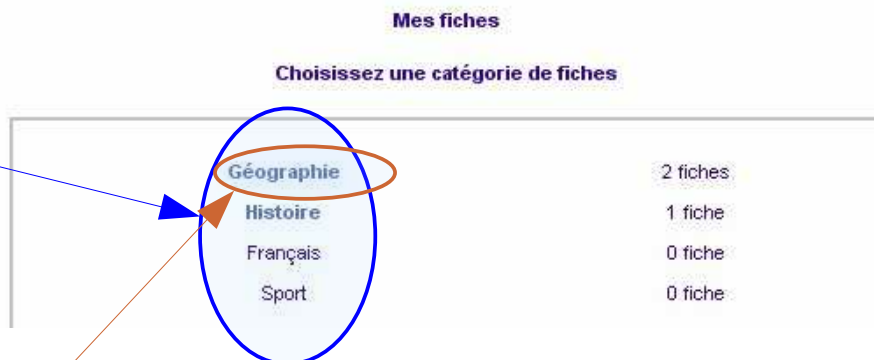 Mes fiches
Choisissez une catégorie de fiches
Géographie 2 fiches
Histoire 1 fiche
Français 0 fiche
Sport 0 fiche